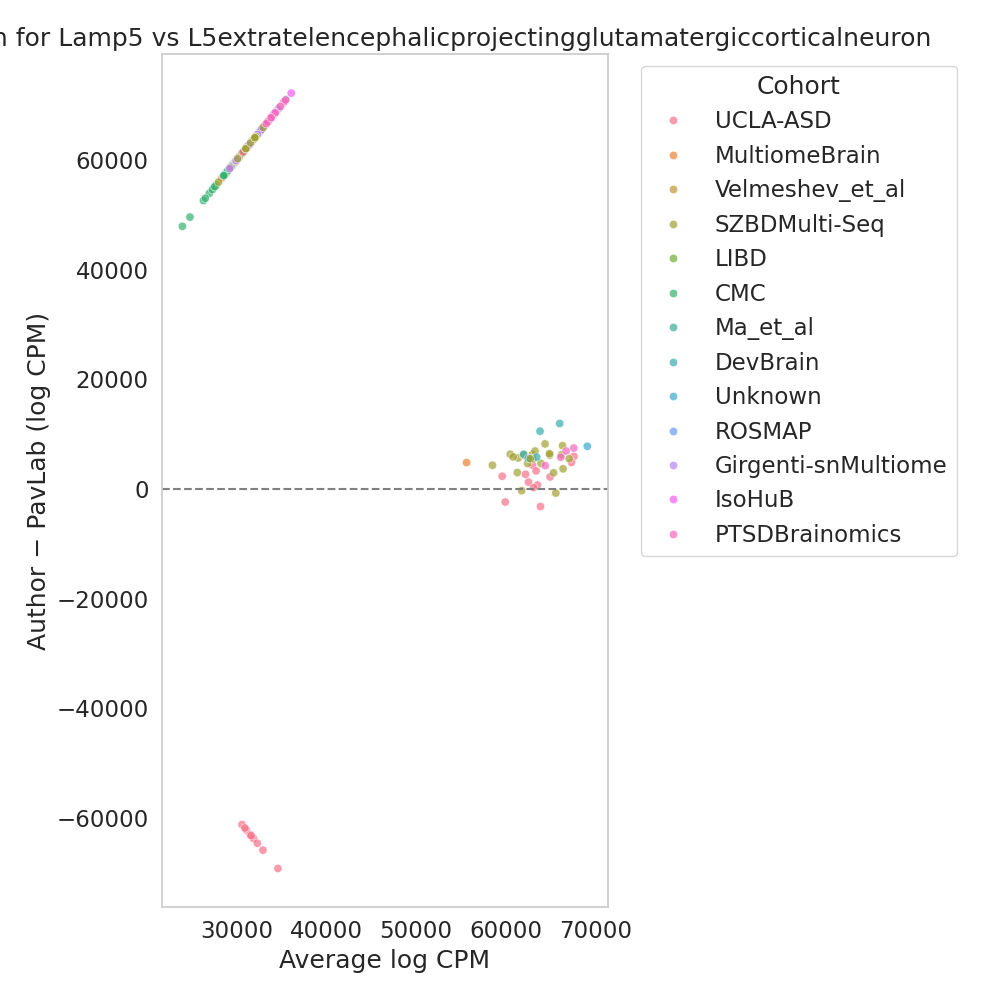 for Lamp5 vs L5extratelencephalicprojectingglutamatergiccorticalneuron
Author − PavLab (log CPM)
60000
40000
20000
0
−20000
−40000
−60000
30000 40000 50000 60000 70000
Average log CPM
Cohort
UCLA-ASD
MultiomeBrain
Velmeshev_et_al
SZBDMulti-Seq
LIBD
CMC
Ma_et_al
DevBrain
Unknown
ROSMAP
Girgenti-snMultiome
IsoHuB
PTSDBrainomics